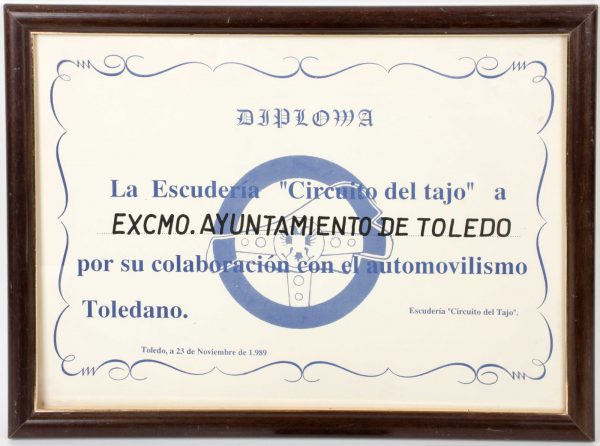 DIPLOMA
La Escudería "Circuito del tajo" a
EXCMO. AYUNTAMIENTO DE TOLEDO
por su colaboración con el automovilismo
Toledano.
Escudería "Circuito del Tajo".
Toledo, a 23 de Noviembre de 1.989